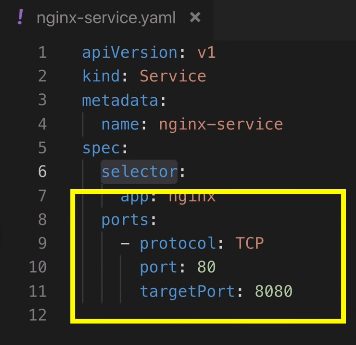 ! nginx-service.yaml ×
1 apiVersion: v1
2 kind: Service
3 metadata:
4   name: nginx-service
5 spec:
6   selector:
7     app: nginx
8   ports:
9     - protocol: TCP
10       port: 80
11       targetPort: 8080
12